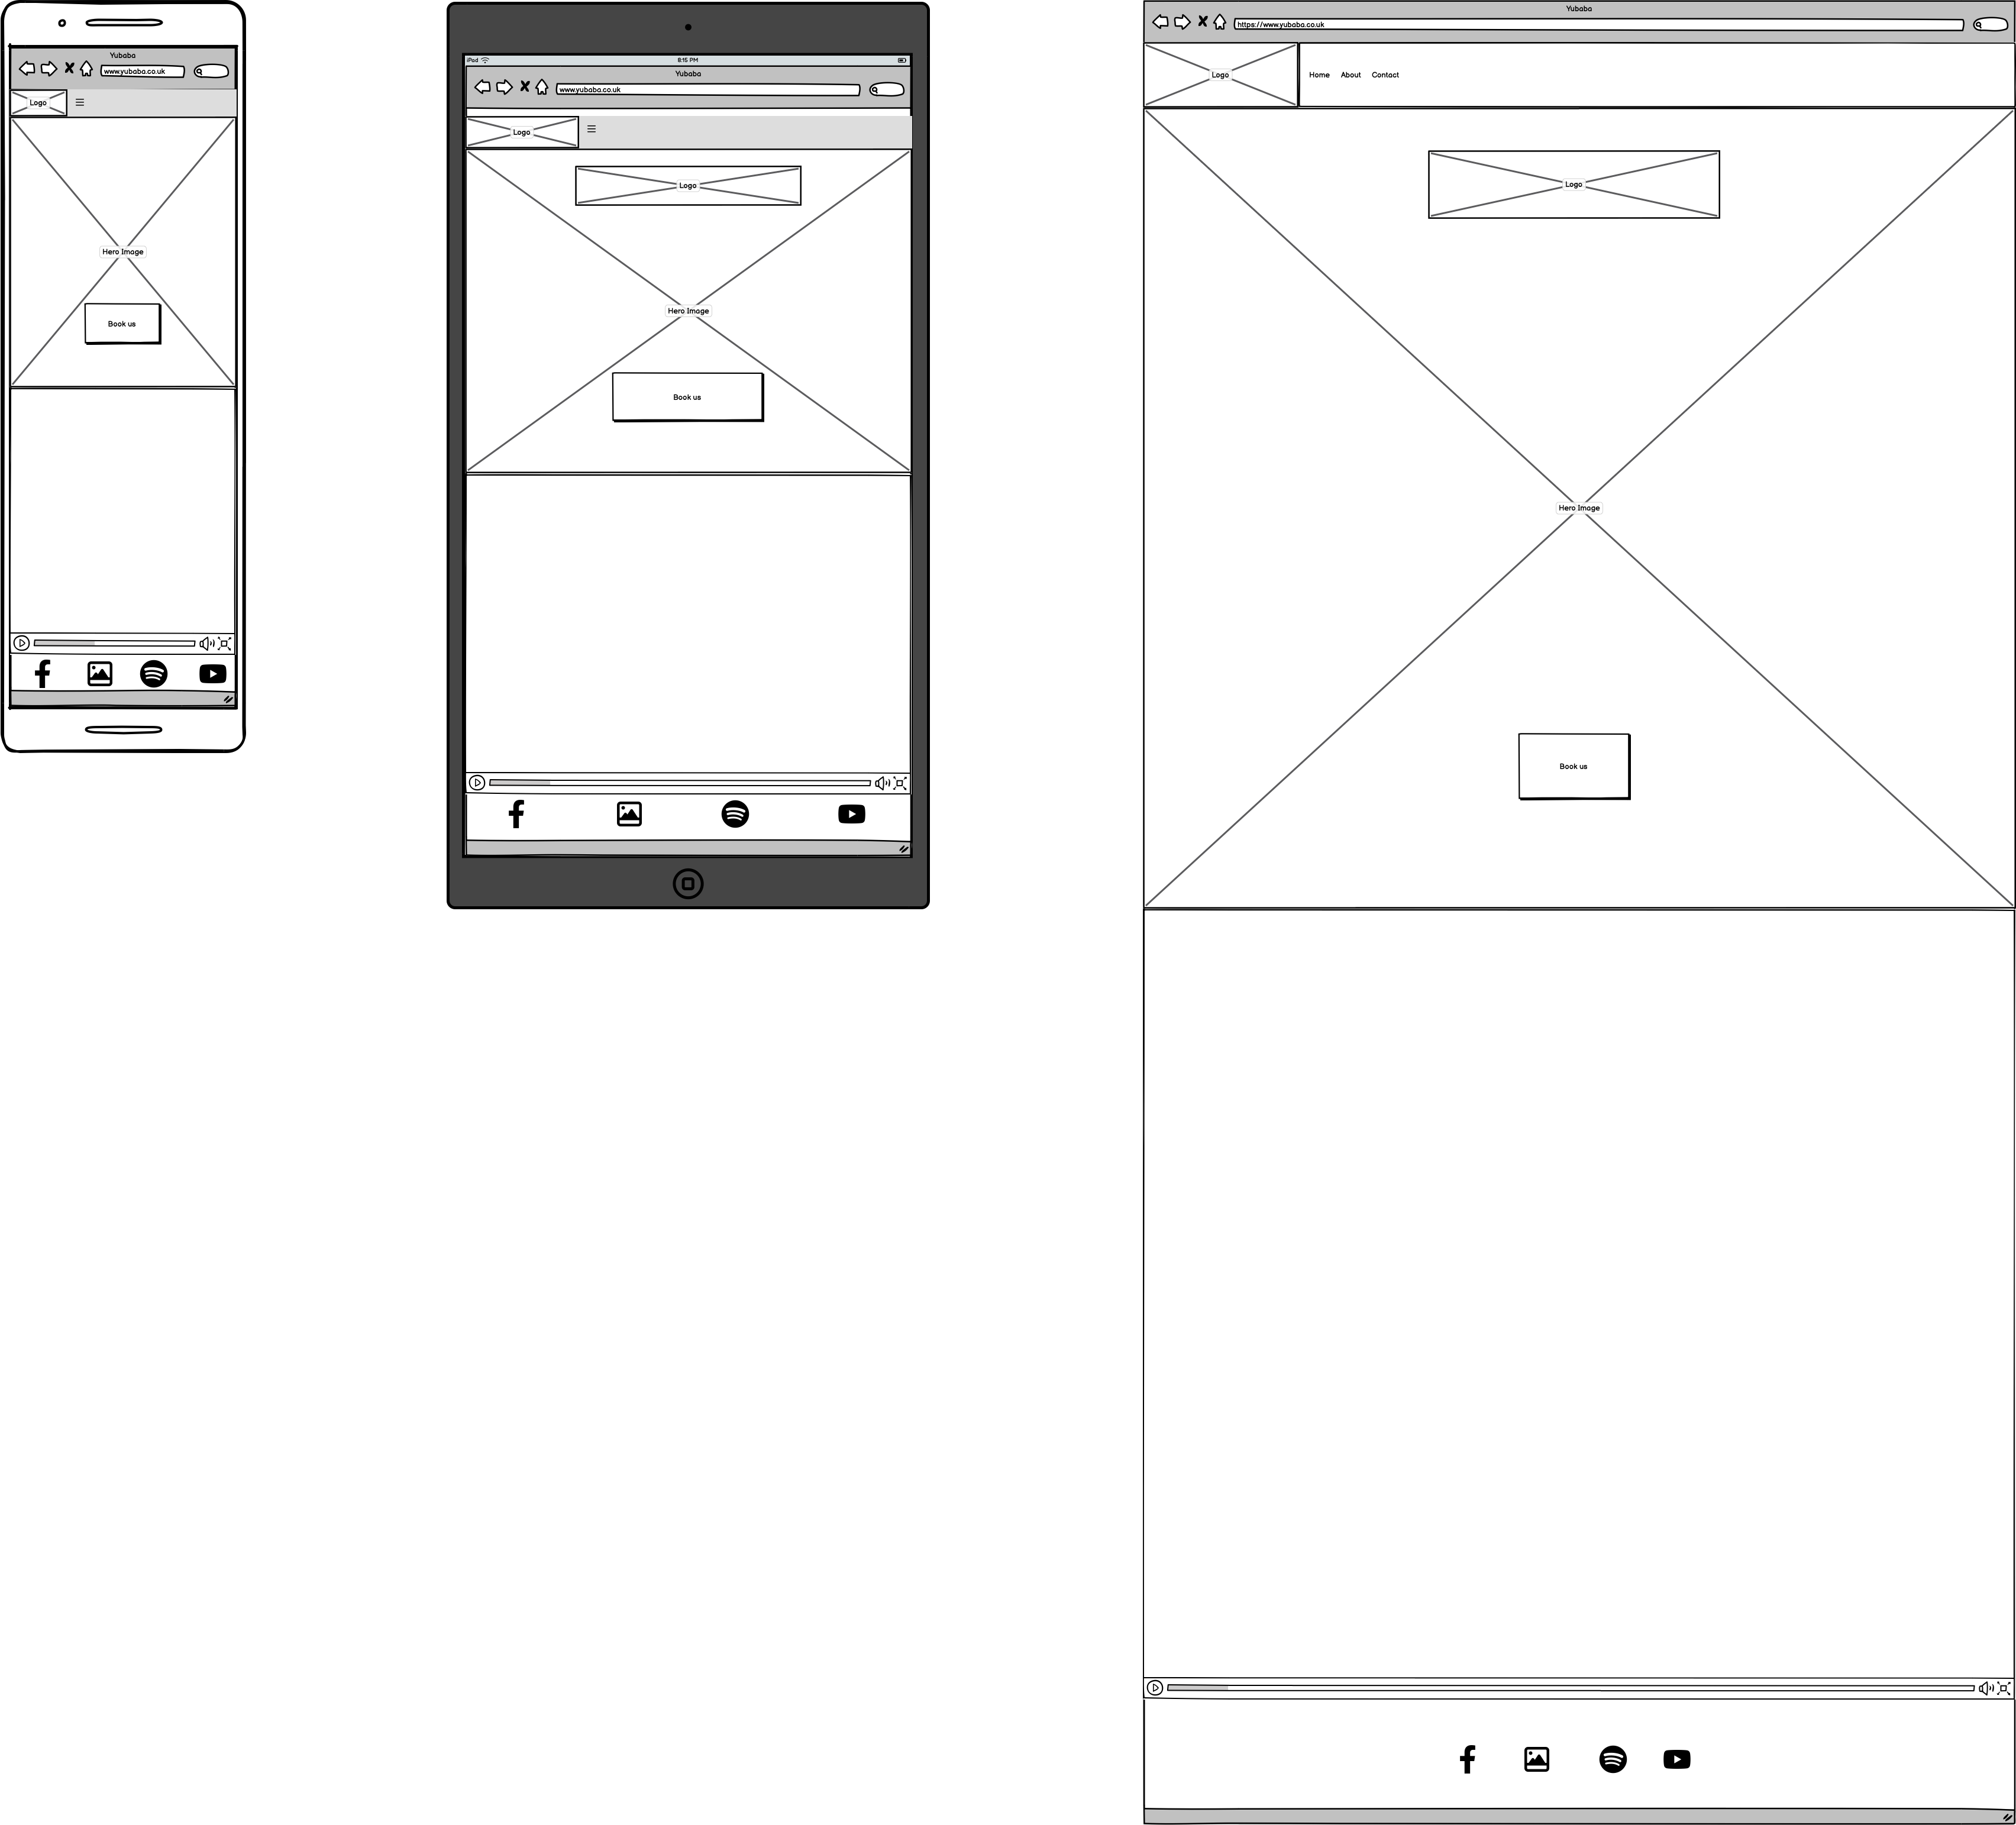 Yubaba
www.yubaba.co.uk
Logo
Hero Image
Book us
iPad 8:15 PM
Yubaba
www.yubaba.co.uk
Logo
Logo
Hero Image
Book us
Yubaba
https://www.yubaba.co.uk
Logo
Home About Contact
Logo
Hero Image
Book us